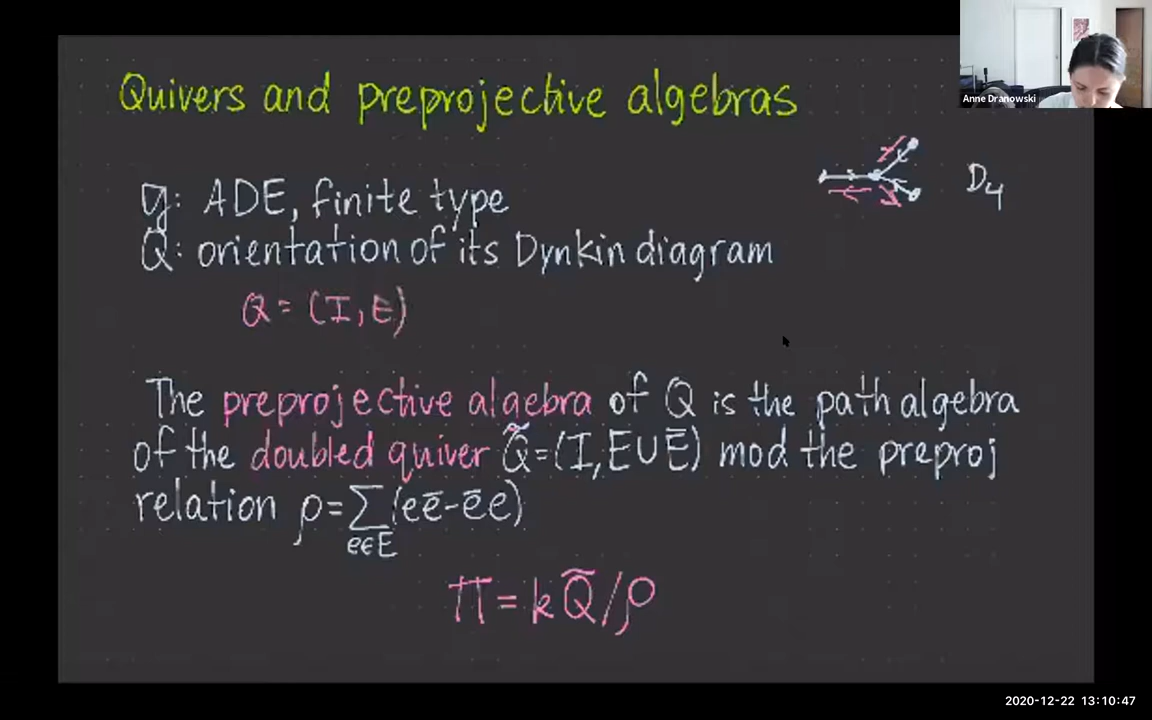 Quivers and preprojective algebras
Anne Dranowski
D₄
𝔤: ADE, finite type
Q: orientation of its Dynkin diagram
Q = (I, E)
The preprojective algebra of Q is the path algebra
of the doubled quiver Q̃=(I, E∪Ē) mod the preproj
relation ρ=∑(eē-ēe)
e∈E
Π = kQ̃/ρ
2020-12-22 13:10:47